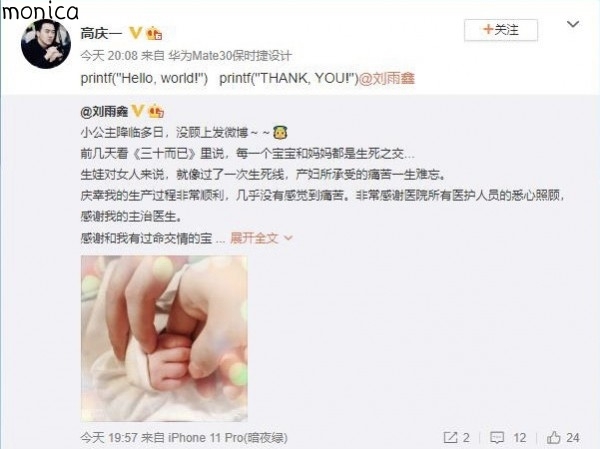 monica
高庆一
今天 20:08 来自 华为Mate30保时捷设计
+关注
printf("Hello, world!") printf("THANK, YOU!")@刘雨鑫
@刘雨鑫
小公主降临多日，没顾上发微博～～
前几天看《三十而已》里说，每一个宝宝和妈妈都是生死之交...
生娃对女人来说，就像过了一次生死线，产妇所承受的痛苦一生难忘。
庆幸我的生产过程非常顺利，几乎没有感觉到痛苦。非常感谢医院所有医护人员的悉心照顾，
感谢我的主治医生。
感谢和我有过命交情的宝 ... 展开全文
今天 19:57 来自 iPhone 11 Pro(暗夜绿)
2 12 24